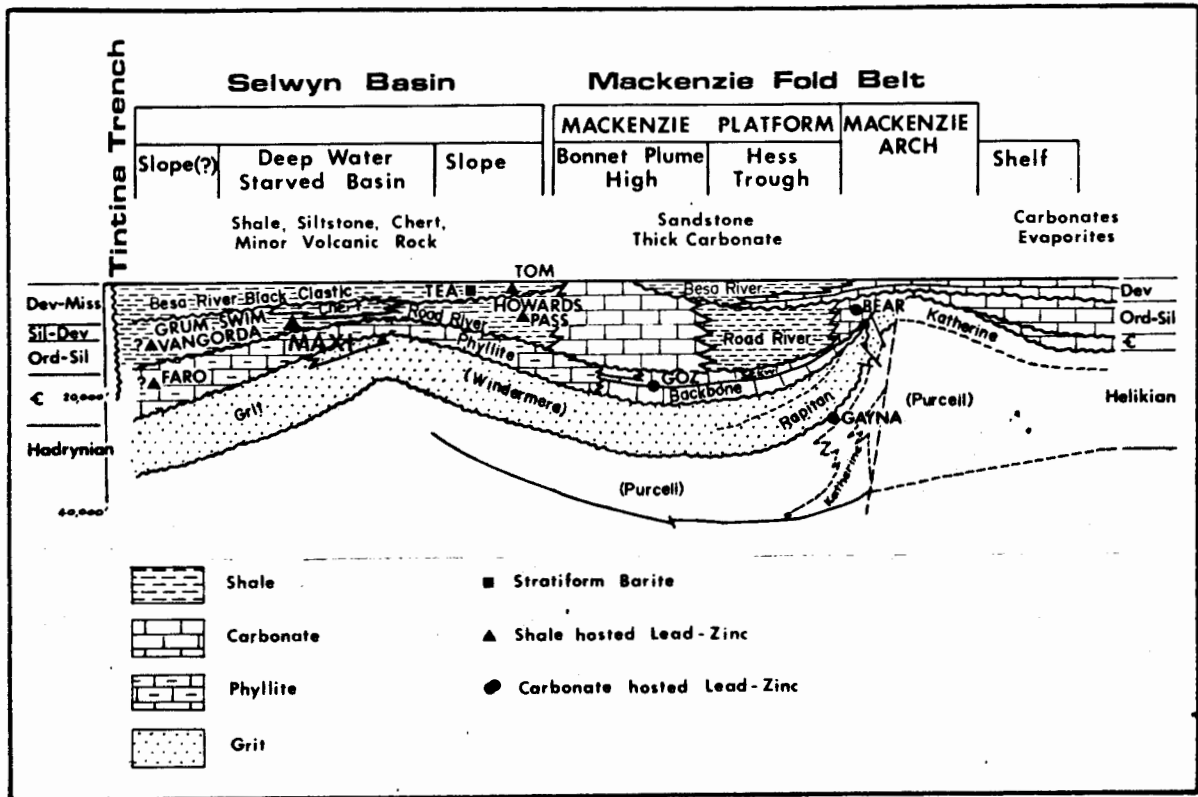 Tintina Trench
Selwyn Basin
Mackenzie Fold Belt
MACKENZIE PLATFORM
MACKENZIE
ARCH
Slope(?)
Deep Water
Starved Basin
Slope
Bonnet Plume
High
Hess
Trough
Shelf
Shale, Siltstone, Chert,
Minor Volcanic Rock
Sandstone
Thick Carbonate
Carbonates
Evaporites
TOM
Dev-Miss
Besa River Black Clastic
TEA
Besa River
Dev
Chert
HOWARDS
PASS
BEAR
Sil-Dev
GRUM-SWIM
VANGORDA
Road River
Katherine
Ord-Sil
Ord-Sil
?
MAXI
Phyllite
Road River
€
FARO
GOZ
Backbone
€
20,000
Grit
(Windermere)
Rapitan
(Purcell)
Helikian
GAYNA
Hadrynian
(Purcell)
Katherine
40,000
Shale
Stratiform Barite
Carbonate
Shale hosted Lead-Zinc
Phyllite
Carbonate hosted Lead-Zinc
Grit